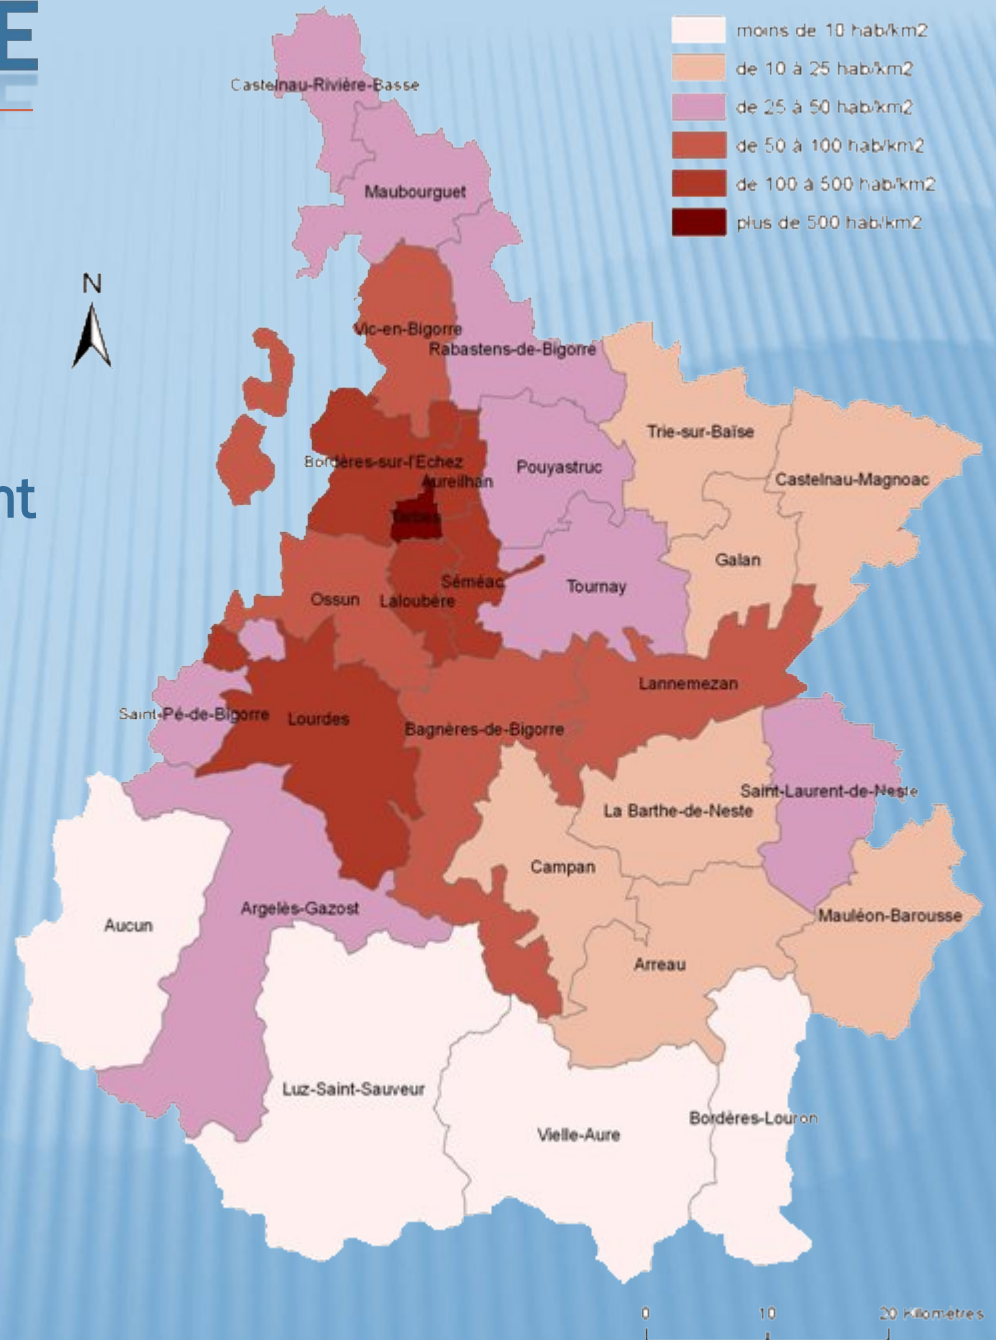 E
nt
moins de 10 hab/km2
de 10 à 25 hab/km2
de 25 à 50 hab/km2
de 50 à 100 hab/km2
de 100 à 500 hab/km2
plus de 500 hab/km2
N
Castelnau-Rivière-Basse
Maubourguet
Vic-en-Bigorre
Rabastens-de-Bigorre
Trie-sur-Baïse
Bordères-sur-l'Échez
Pouyastruc
Castelnau-Magnoac
Aureilhan
Tarbes
Galan
Séméac
Tournay
Ossun
Laloubère
Lannemezan
Saint-Pé-de-Bigorre
Lourdes
Bagnères-de-Bigorre
Saint-Laurent-de-Neste
La Barthe-de-Neste
Campan
Argelès-Gazost
Mauléon-Barousse
Aucun
Arreau
Luz-Saint-Sauveur
Bordères-Louron
Vielle-Aure
0 10 20 Kilomètres